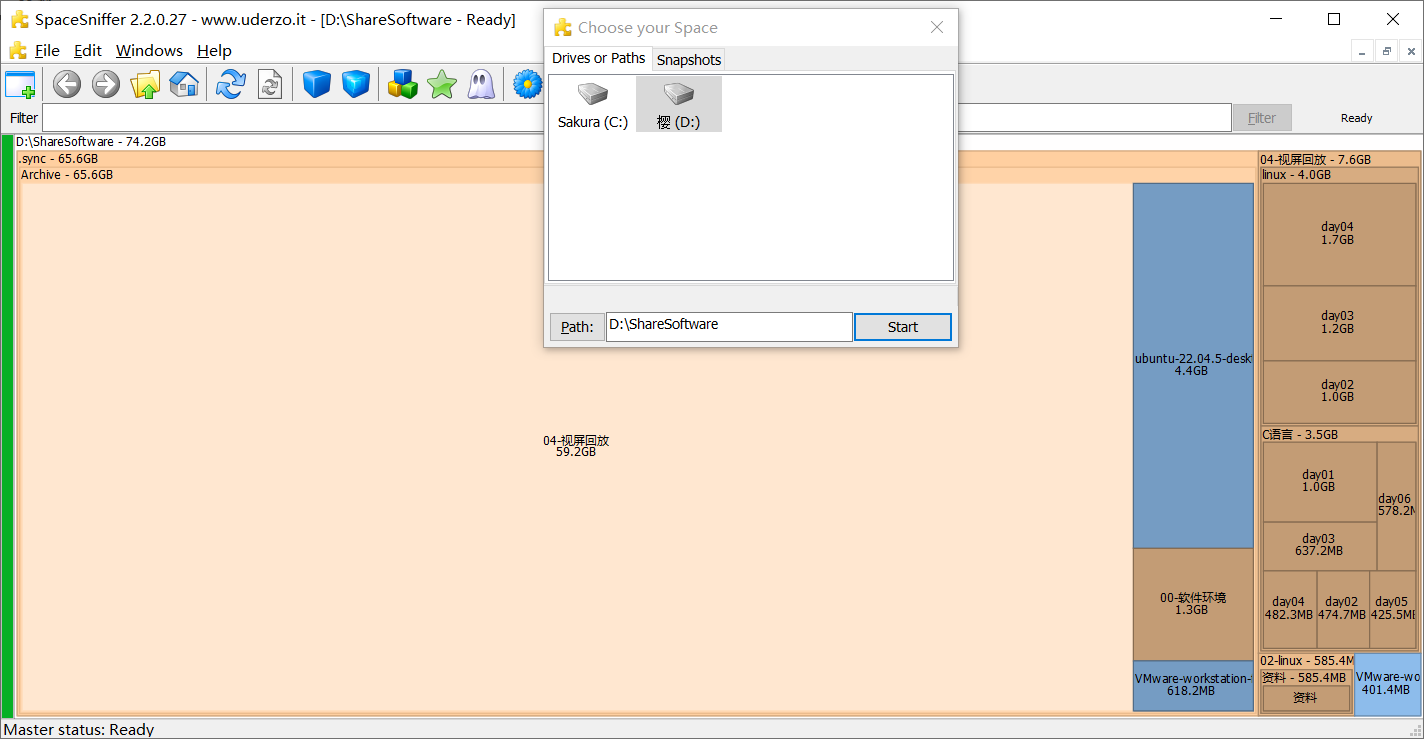 SpaceSniffer 2.2.0.27 - www.uderzo.it - [D:\ShareSoftware - Ready]
File Edit Windows Help
Filter
Filter
Ready
Choose your Space
Drives or Paths Snapshots
Sakura (C:) 樱 (D:)
Path: D:\ShareSoftware Start
D:\ShareSoftware - 74.2GB
.sync - 65.6GB
Archive - 65.6GB
04-视屏回放
59.2GB
ubuntu-22.04.5-deskt
4.4GB
00-软件环境
1.3GB
VMware-workstation-
618.2MB
04-视屏回放 - 7.6GB
linux - 4.0GB
day04
1.7GB
day03
1.2GB
day02
1.0GB
C语言 - 3.5GB
day01
1.0GB
day06
578.2M
day03
637.2MB
day04
482.3MB
day02
474.7MB
day05
425.5ME
02-linux - 585.4M
资料 - 585.4MB
资料
VMware-wo
401.4MB
Master status: Ready